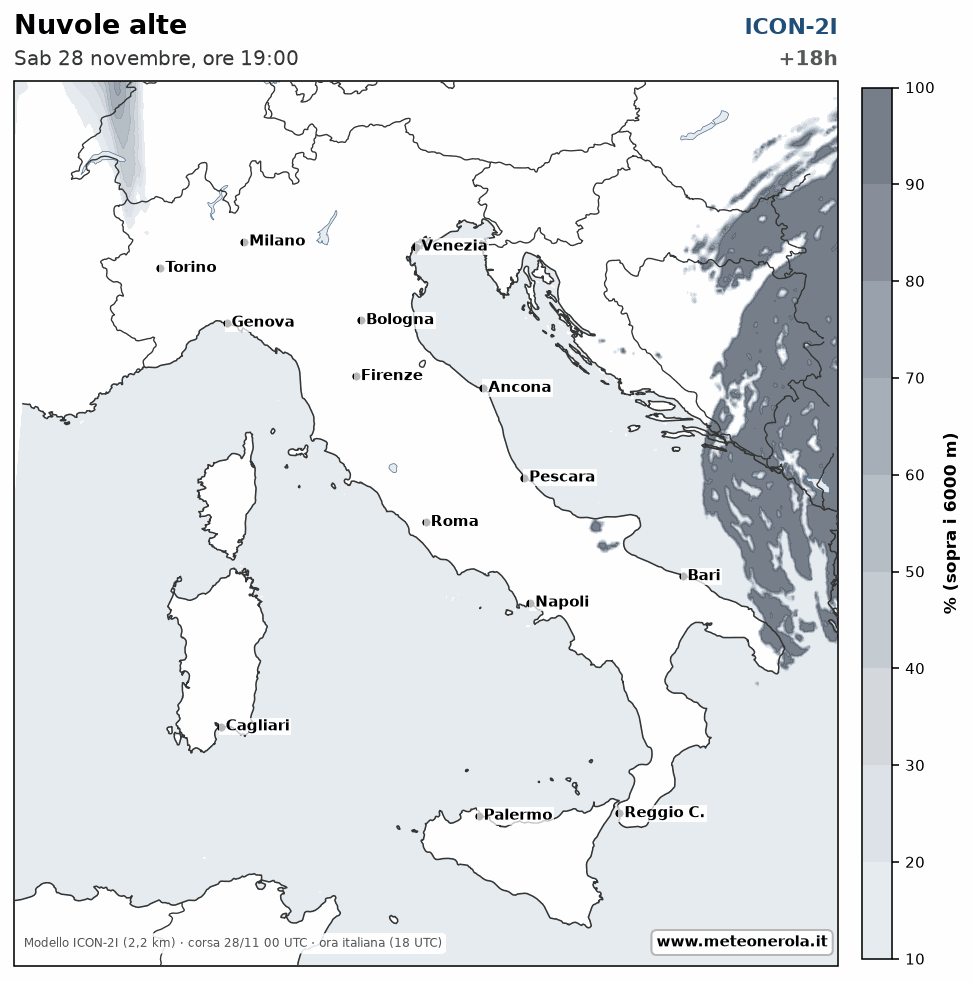 Nuvole alte
ICON-2I
Sab 28 novembre, ore 19:00
+18h
100
90
80
70
60
50
40
30
20
10
% (sopra i 6000 m)
Milano
Venezia
Torino
Genova
Bologna
Firenze
Ancona
Pescara
Roma
Bari
Napoli
Cagliari
Palermo
Reggio C.
Modello ICON-2I (2,2 km) · corsa 28/11 00 UTC · ora italiana (18 UTC)
www.meteonerola.it